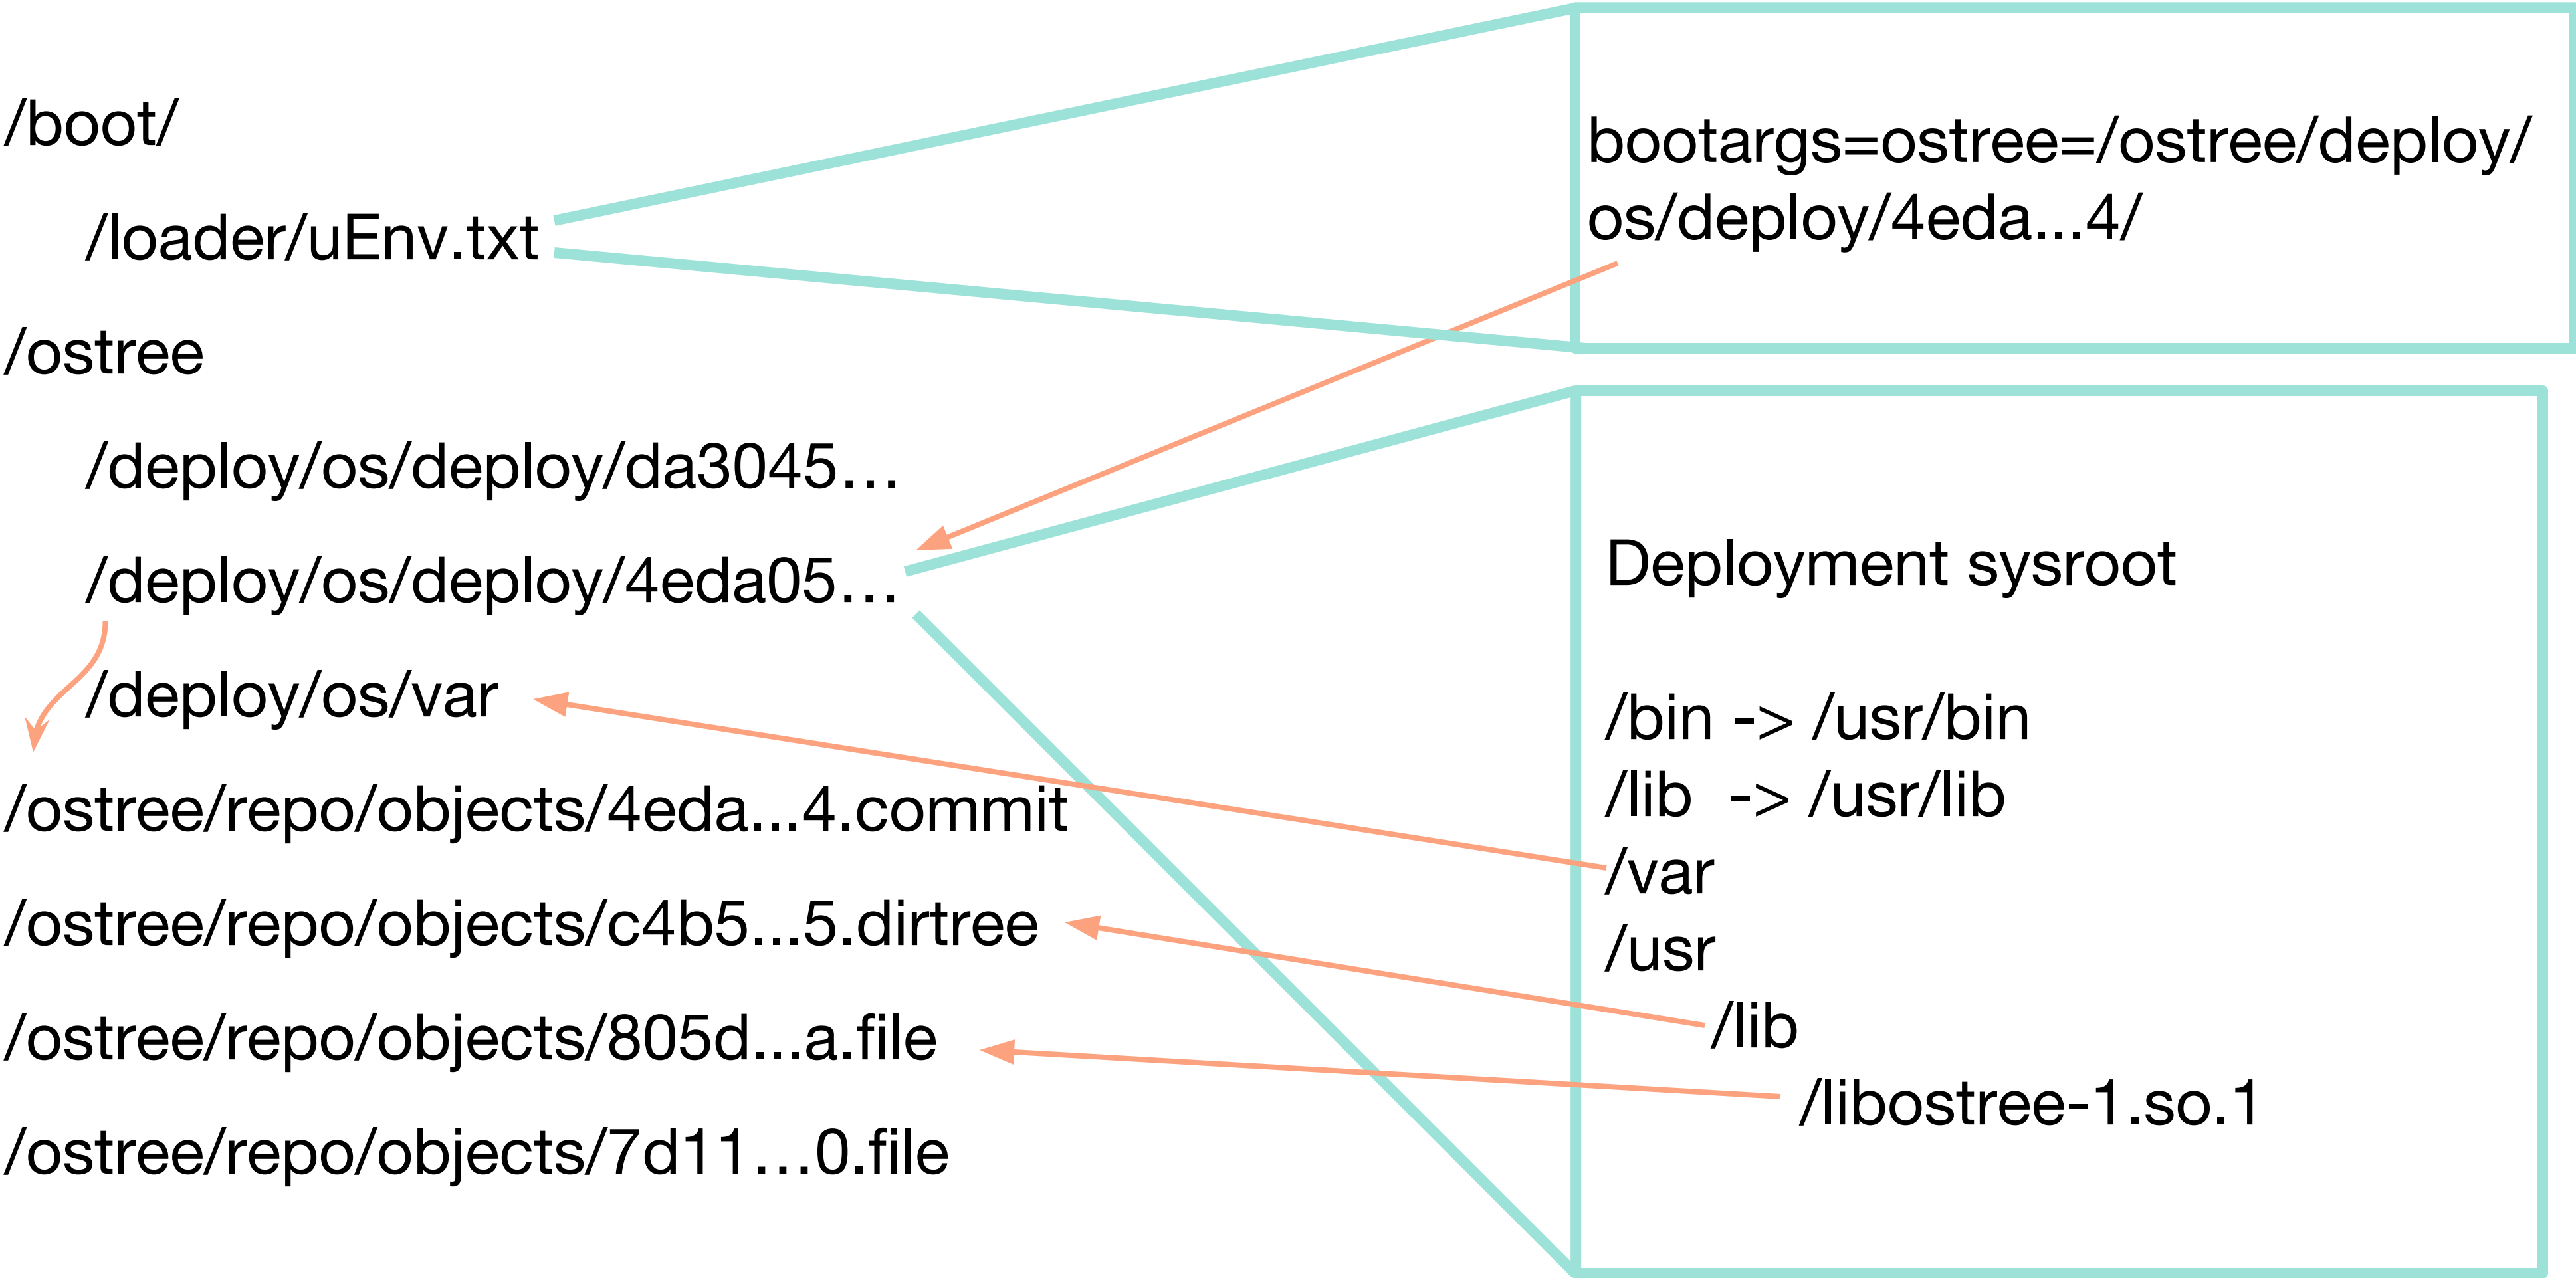 /boot/
/loader/uEnv.txt
/ostree
/deploy/os/deploy/da3045…
/deploy/os/deploy/4eda05…
/deploy/os/var
/ostree/repo/objects/4eda...4.commit
/ostree/repo/objects/c4b5...5.dirtree
/ostree/repo/objects/805d...a.file
/ostree/repo/objects/7d11…0.file
bootargs=ostree=/ostree/deploy/
os/deploy/4eda...4/
Deployment sysroot
/bin -> /usr/bin
/lib  -> /usr/lib
/var
/usr
/lib
/libostree-1.so.1